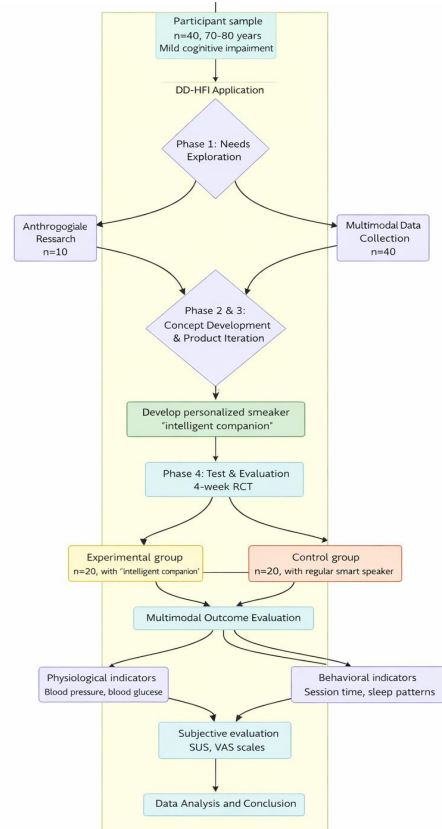 Participant sample
n=40, 70-80 years
Mild cognitive impairment
DD-HFI Application
Phase 1: Needs
Exploration
Anthrogogiale
Ressarch
n=10
Multimodal Data
Collection
n=40
Phase 2 & 3:
Concept Development
& Product Iteration
Develop personalized smeaker
"intelligent companion"
Phase 4: Test & Evaluation
4-week RCT
Experimental group
n=20, with "intelligent companion'
Control group
n=20, with regular smart speaker
Multimodal Outcome Evaluation
Physiological indicators
Blood pressure, blood glucose
Behavioral indicators
Session time, sleep patterns
Subjective evaluation
SUS, VAS scales
Data Analysis and Conclusion